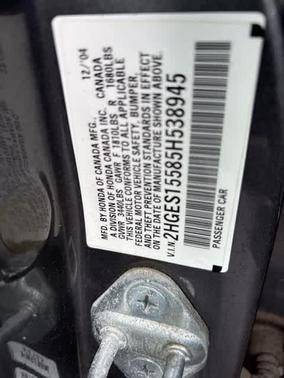 MFD. BY HONDA OF CANADA MFG., 12/'04
A DIVISION OF HONDA CANADA INC. CANADA
GVWR 3440LBS GAWR F 1810LBS R 1680LBS
THIS VEHICLE CONFORMS TO ALL APPLICABLE
FEDERAL MOTOR VEHICLE SAFETY, BUMPER,
AND THEFT PREVENTION STANDARDS IN EFFECT
ON THE DATE OF MANUFACTURE SHOWN ABOVE.
V.I.N. 2HGES15585H538945
PASSENGER CAR